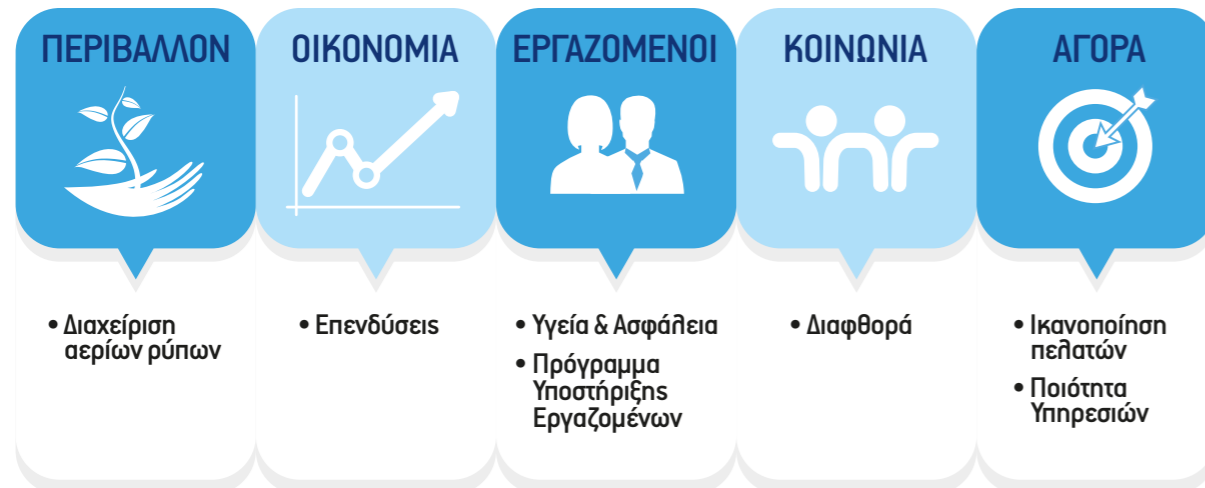 ΠΕΡΙΒΑΛΛΟΝ
• Διαχείριση
αερίων ρύπων
ΟΙΚΟΝΟΜΙΑ
• Επενδύσεις
ΕΡΓΑΖΟΜΕΝΟΙ
• Υγεία & Ασφάλεια
• Πρόγραμμα
Υποστήριξης
Εργαζομένων
ΚΟΙΝΩΝΙΑ
• Διαφθορά
ΑΓΟΡΑ
• Ικανοποίηση
πελατών
• Ποιότητα
Υπηρεσιών